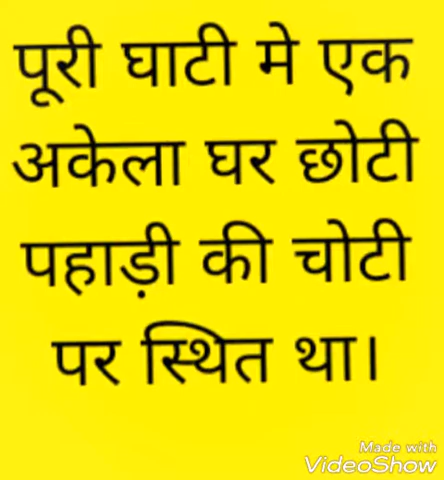 पूरी घाटी मे एक
अकेला घर छोटी
पहाड़ी की चोटी
पर स्थित था।
Made with
VideoShow